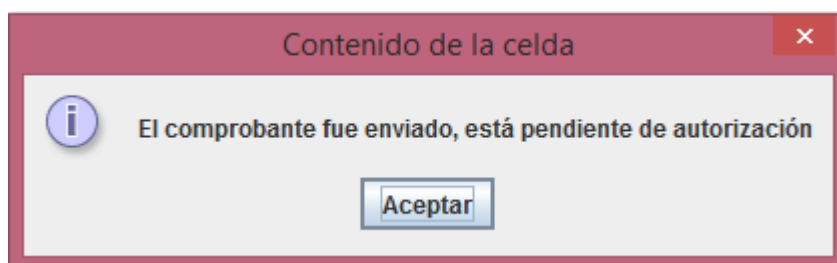 Contenido de la celda
El comprobante fue enviado, está pendiente de autorización
Aceptar